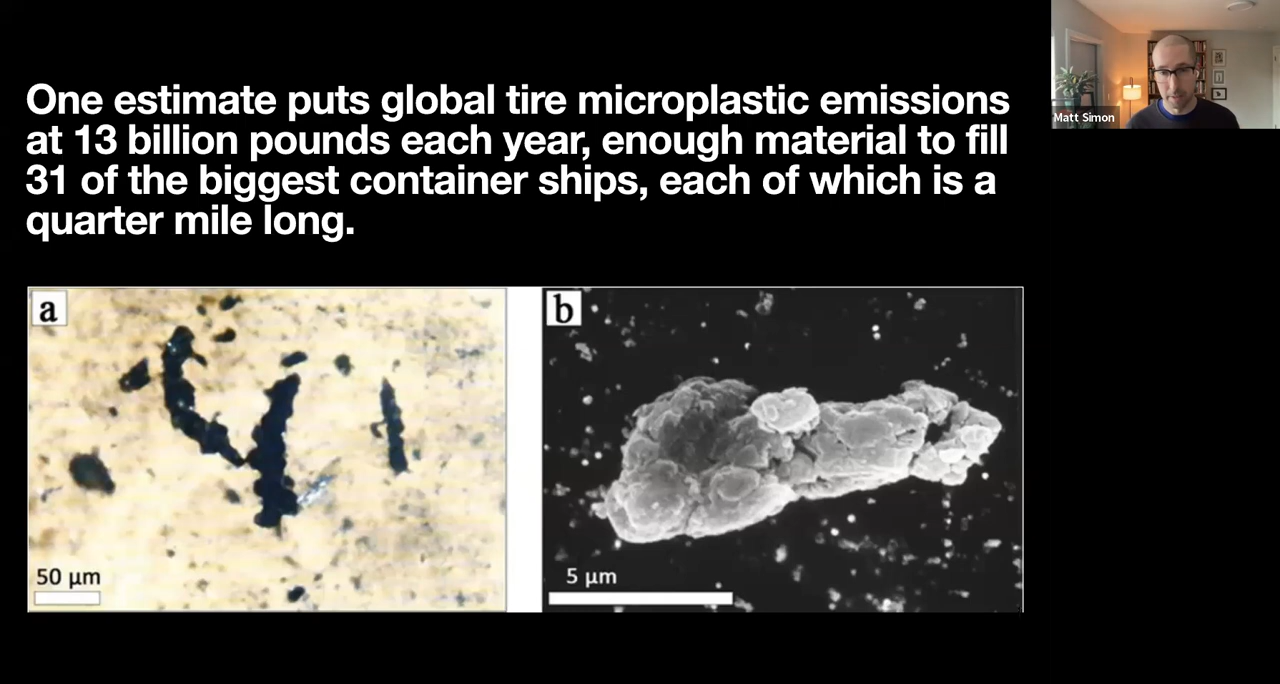 One estimate puts global tire microplastic emissions
at 13 billion pounds each year, enough material to fill
31 of the biggest container ships, each of which is a
quarter mile long.
Matt Simon
a
b
50 µm
5 µm